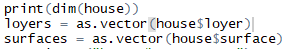 print(dim(house))
loyers = as.vector(house$loyer)
surfaces = as.vector(house$surface)